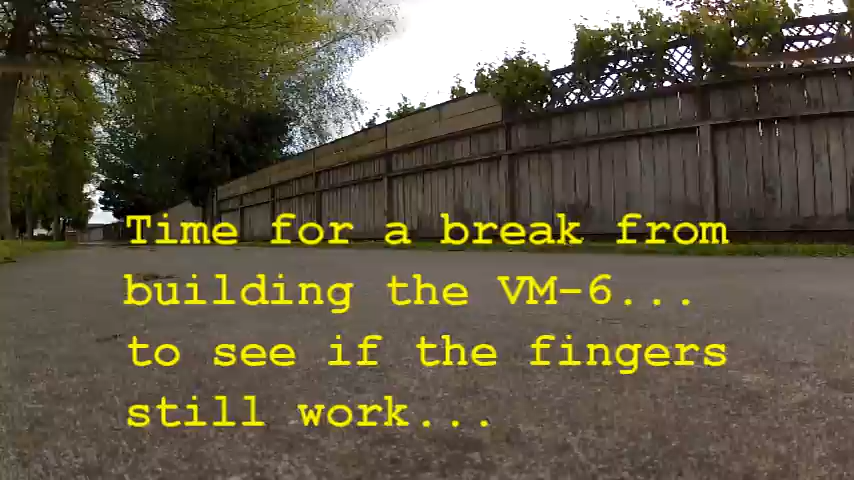 Time for a break from
building the VM-6...
to see if the fingers
still work...